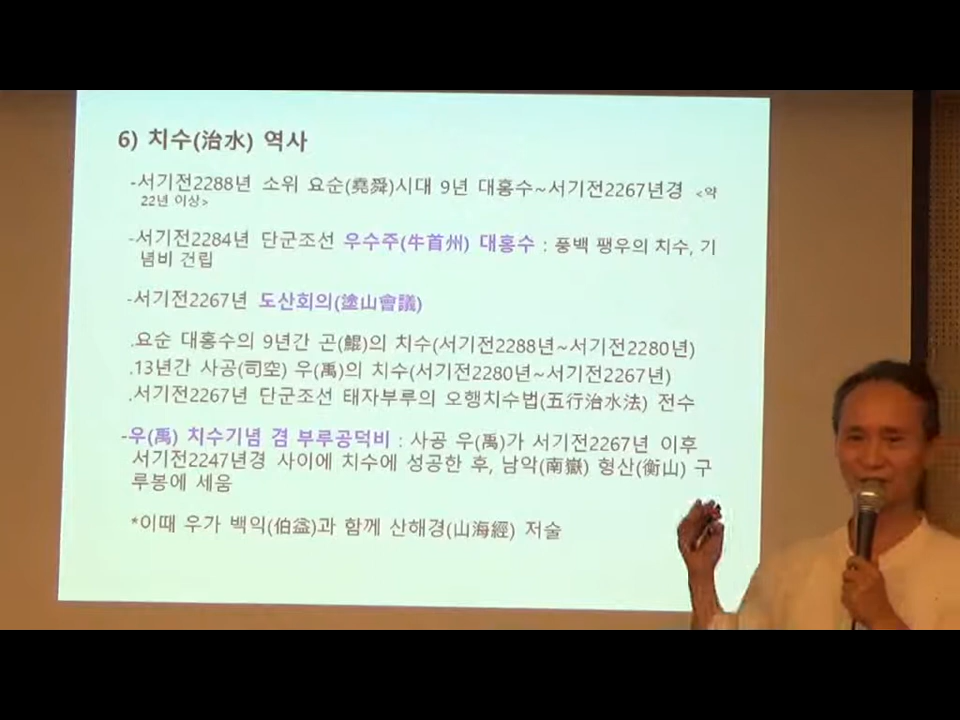 6) 치수(治水) 역사
-서기전2288년 소위 요순(堯舜)시대 9년 대홍수~서기전2267년경 <약
22년 이상>
-서기전2284년 단군조선 우수주(牛首州) 대홍수 : 풍백 팽우의 치수, 기
념비 건립
-서기전2267년 도산회의(塗山會議)
.요순 대홍수의 9년간 곤(鯤)의 치수(서기전2288년~서기전2280년)
.13년간 사공(司空) 우(禹)의 치수(서기전2280년~서기전2267년)
.서기전2267년 단군조선 태자부루의 오행치수법(五行治水法) 전수
-우(禹) 치수기념 겸 부루공덕비 : 사공 우(禹)가 서기전2267년 이후
서기전2247년경 사이에 치수에 성공한 후, 남악(南嶽) 형산(衡山) 구
루봉에 세움
*이때 우가 백익(伯益)과 함께 산해경(山海經) 저술